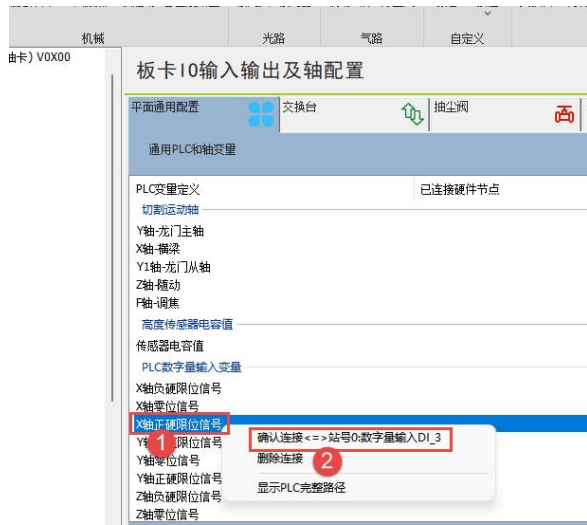 机械
光路
气路
自定义
由卡) V0X00
板卡IO输入输出及轴配置
平面通用配置
交换台
抽尘阀
通用PLC和轴变量
PLC变量定义
已连接硬件节点
切割运动轴
Y轴-龙门主轴
X轴-横梁
Y1轴-龙门从轴
Z轴-随动
F轴-调焦
高度传感器电容值
传感器电容值
PLC数字量输入变量
X轴负硬限位信号
X轴零位信号
X轴正硬限位信号
1
限位信号
确认连接<=>站号0:数字量输入DI_3
Y轴零位信号
删除连接
2
Y轴正硬限位信号
显示PLC完整路径
Z轴负硬限位信号
Z轴零位信号